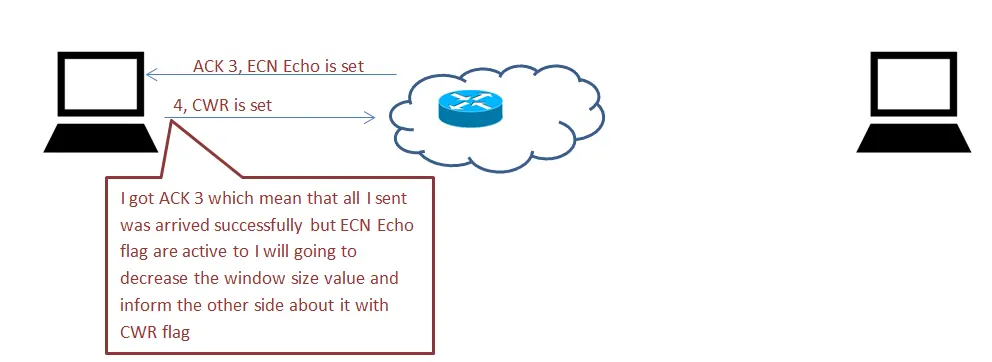 ACK 3, ECN Echo is set
4, CWR is set
I got ACK 3 which mean that all I sent
was arrived successfully but ECN Echo
flag are active to I will going to
decrease the window size value and
inform the other side about it with
CWR flag